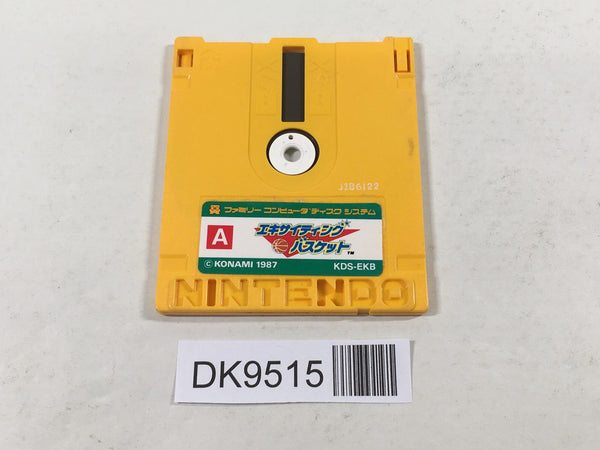 J186122
ファミリー コンピュータ ディスク システム
A
エキサイティング
バスケット™
© KONAMI 1987 KDS-EKB
NINTENDO
DK9515